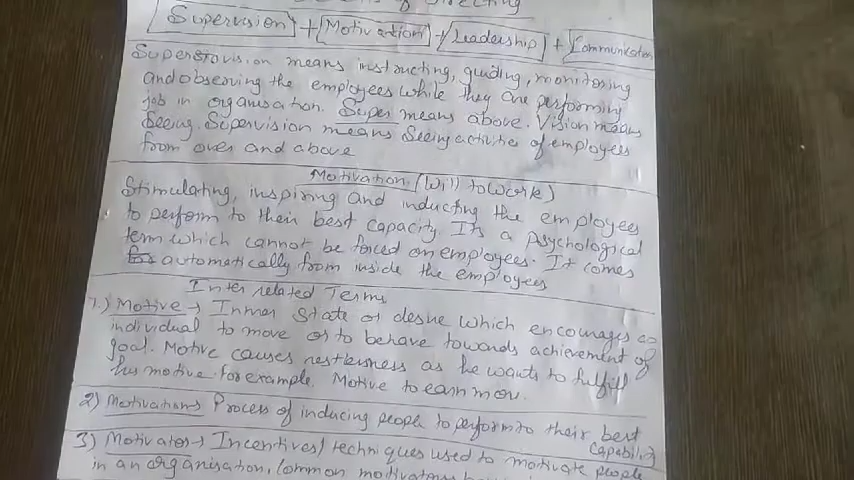 of Directing
Supervision + Motivation + Leadership + Communication
Supervision means instructing, guiding, monitoring
and observing the employees while they are performing
job in organisation. Super means above. Vision means
Seeing. Supervision means Seeing activities of employees
from over and above
Motivation (Will to work)
Stimulating, inspiring and inducting the employees
to perform to their best capacity. Its a psychological
term which cannot be forced on employees. It comes
automatically from inside the employees
Inter related Terms
1.) Motive → Inner State of desire which encourages an
individual to move or to behave towards achievement of
goal. Motive causes restlessness as he wants to fulfill
his motive. For example. Motive to earn mon.
2) Motivation → Process of inducing people to perform to their best
capability
3) Motivator → Incentives/techniques used to motivate people
in an organisation. Common motivators